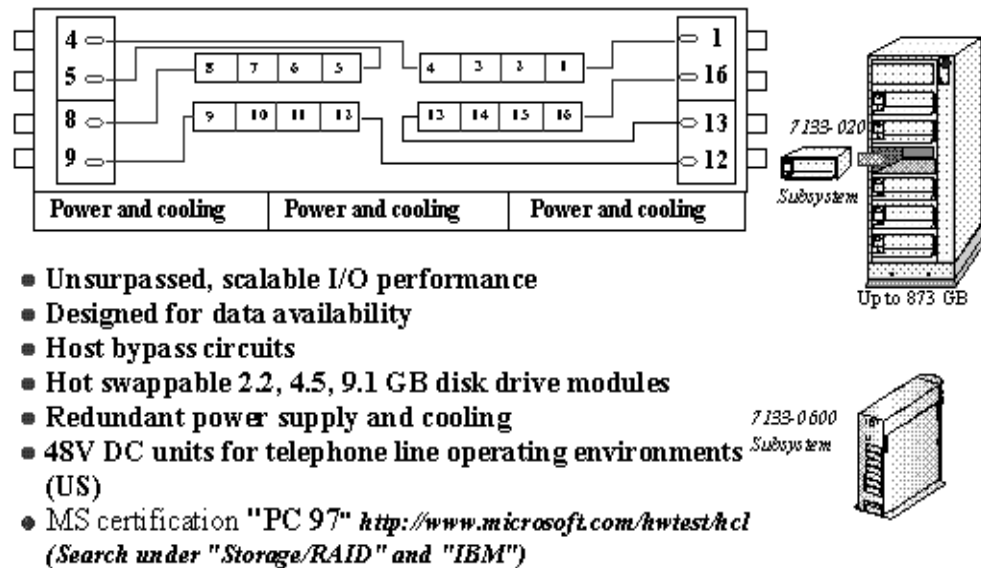 4 1
5 8 7 6 5 4 3 2 1 16
8 9 10 11 12 13 14 15 16 13
9 12
Power and cooling Power and cooling Power and cooling
7133-020
Subsystem
Up to 873 GB
Unsurpassed, scalable I/O performance
Designed for data availability
Host bypass circuits
Hot swappable 2.2, 4.5, 9.1 GB disk drive modules
Redundant power supply and cooling
48V DC units for telephone line operating environments
(US)
MS certification "PC 97" http://www.microsoft.com/hwtest/hcl
(Search under "Storage/RAID" and "IBM")
7133-0600
Subsystem